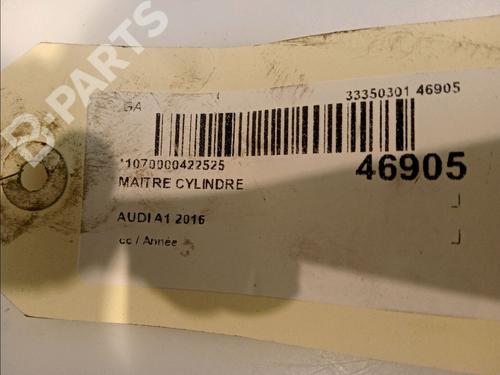 B-PARTS
GA 33350301 46905
*1070000422525 46905
MAITRE CYLINDRE
AUDI A1 2016
cc / Année